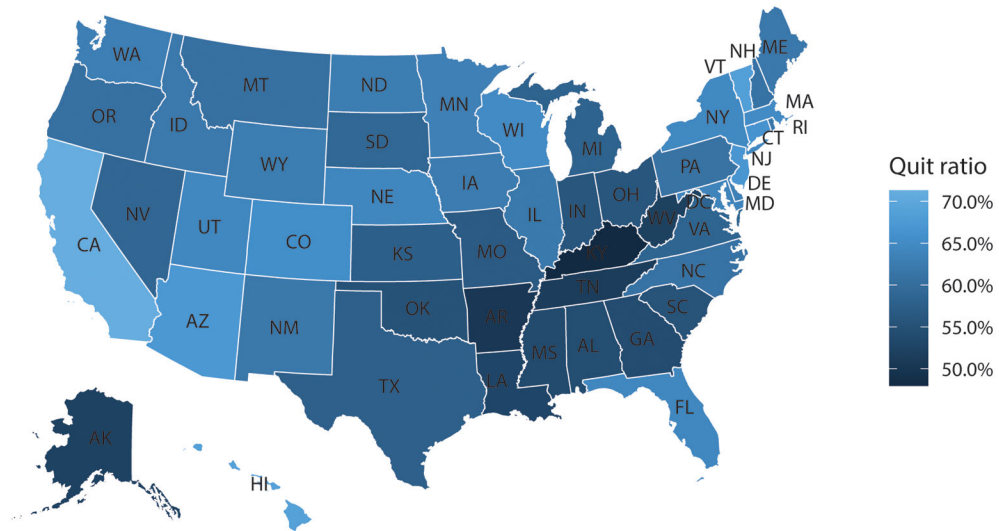 NH
ME
VT
WA
MT
ND
MN
OR
ID
SD
WI
MI
NY
MA
RI
CT
NJ
WY
IA
PA
NE
OH
DE
MD
DC
NV
UT
CO
IL
IN
WV
VA
CA
KS
MO
KY
NC
TN
AZ
NM
OK
AR
SC
MS
AL
GA
TX
LA
FL
AK
HI
Quit ratio
70.0%
65.0%
60.0%
55.0%
50.0%